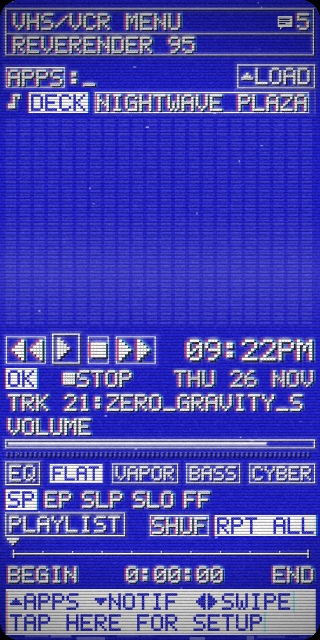 VHS/VCR MENU 5
REVERENDER 95
APPS:_ LOAD
DECK NIGHTWAVE PLAZA
09:22PM
OK STOP THU 26 NOV
TRK 21:ZERO_GRAVITY_S
VOLUME
EQ FLAT VAPOR BASS CYBER
SP EP SLP SLO FF
PLAYLIST SHUF RPT ALL
BEGIN 0:00:00 END
APPS NOTIF SWIPE
TAP HERE FOR SETUP